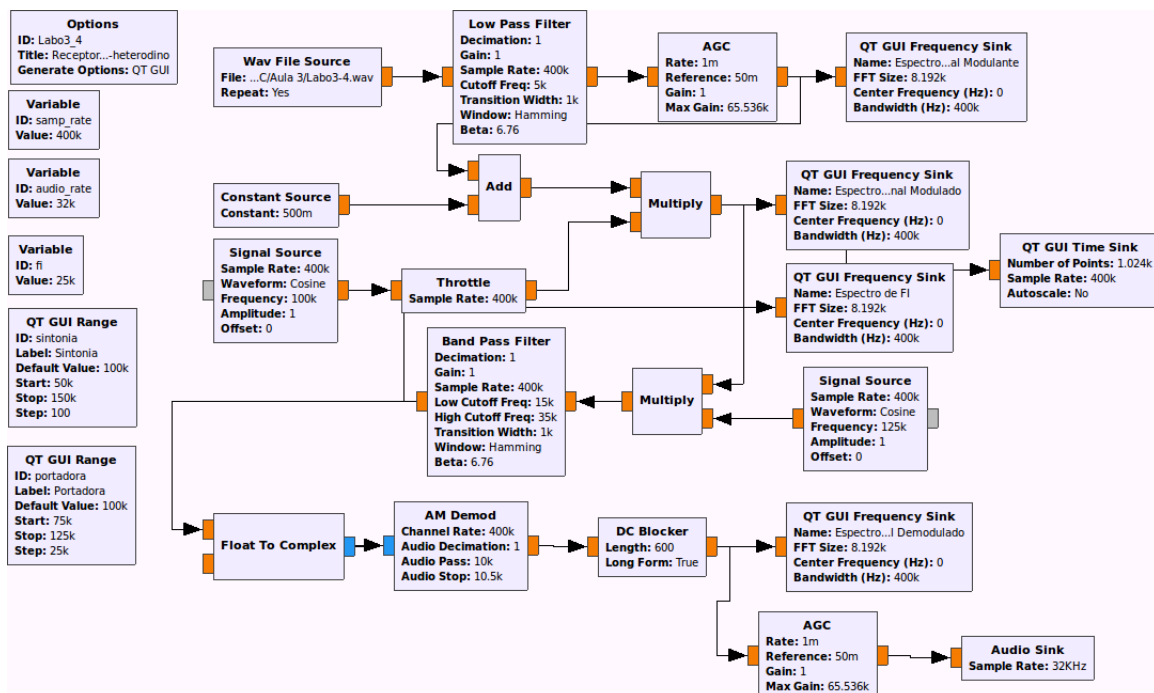 Options
ID: Labo3_4
Title: Receptor...-heterodino
Generate Options: QT GUI
Variable
ID: samp_rate
Value: 400k
Variable
ID: audio_rate
Value: 32k
Variable
ID: fi
Value: 25k
QT GUI Range
ID: sintonia
Label: Sintonia
Default Value: 100k
Start: 50k
Stop: 150k
Step: 100
QT GUI Range
ID: portadora
Label: Portadora
Default Value: 100k
Start: 75k
Stop: 125k
Step: 25k
Wav File Source
File: ...C/Aula 3/Labo3-4.wav
Repeat: Yes
Low Pass Filter
Decimation: 1
Gain: 1
Sample Rate: 400k
Cutoff Freq: 5k
Transition Width: 1k
Window: Hamming
Beta: 6.76
AGC
Rate: 1m
Reference: 50m
Gain: 1
Max Gain: 65.536k
QT GUI Frequency Sink
Name: Espectro...al Modulante
FFT Size: 8.192k
Center Frequency (Hz): 0
Bandwidth (Hz): 400k
Constant Source
Constant: 500m
Add
Multiply
QT GUI Frequency Sink
Name: Espectro...nal Modulado
FFT Size: 8.192k
Center Frequency (Hz): 0
Bandwidth (Hz): 400k
Signal Source
Sample Rate: 400k
Waveform: Cosine
Frequency: 100k
Amplitude: 1
Offset: 0
Throttle
Sample Rate: 400k
QT GUI Frequency Sink
Name: Espectro de FI
FFT Size: 8.192k
Center Frequency (Hz): 0
Bandwidth (Hz): 400k
QT GUI Time Sink
Number of Points: 1.024k
Sample Rate: 400k
Autoscale: No
Band Pass Filter
Decimation: 1
Gain: 1
Sample Rate: 400k
Low Cutoff Freq: 15k
High Cutoff Freq: 35k
Transition Width: 1k
Window: Hamming
Beta: 6.76
Multiply
Signal Source
Sample Rate: 400k
Waveform: Cosine
Frequency: 125k
Amplitude: 1
Offset: 0
Float To Complex
AM Demod
Channel Rate: 400k
Audio Decimation: 1
Audio Pass: 10k
Audio Stop: 10.5k
DC Blocker
Length: 600
Long Form: True
QT GUI Frequency Sink
Name: Espectro...l Demodulado
FFT Size: 8.192k
Center Frequency (Hz): 0
Bandwidth (Hz): 400k
AGC
Rate: 1m
Reference: 50m
Gain: 1
Max Gain: 65.536k
Audio Sink
Sample Rate: 32KHz